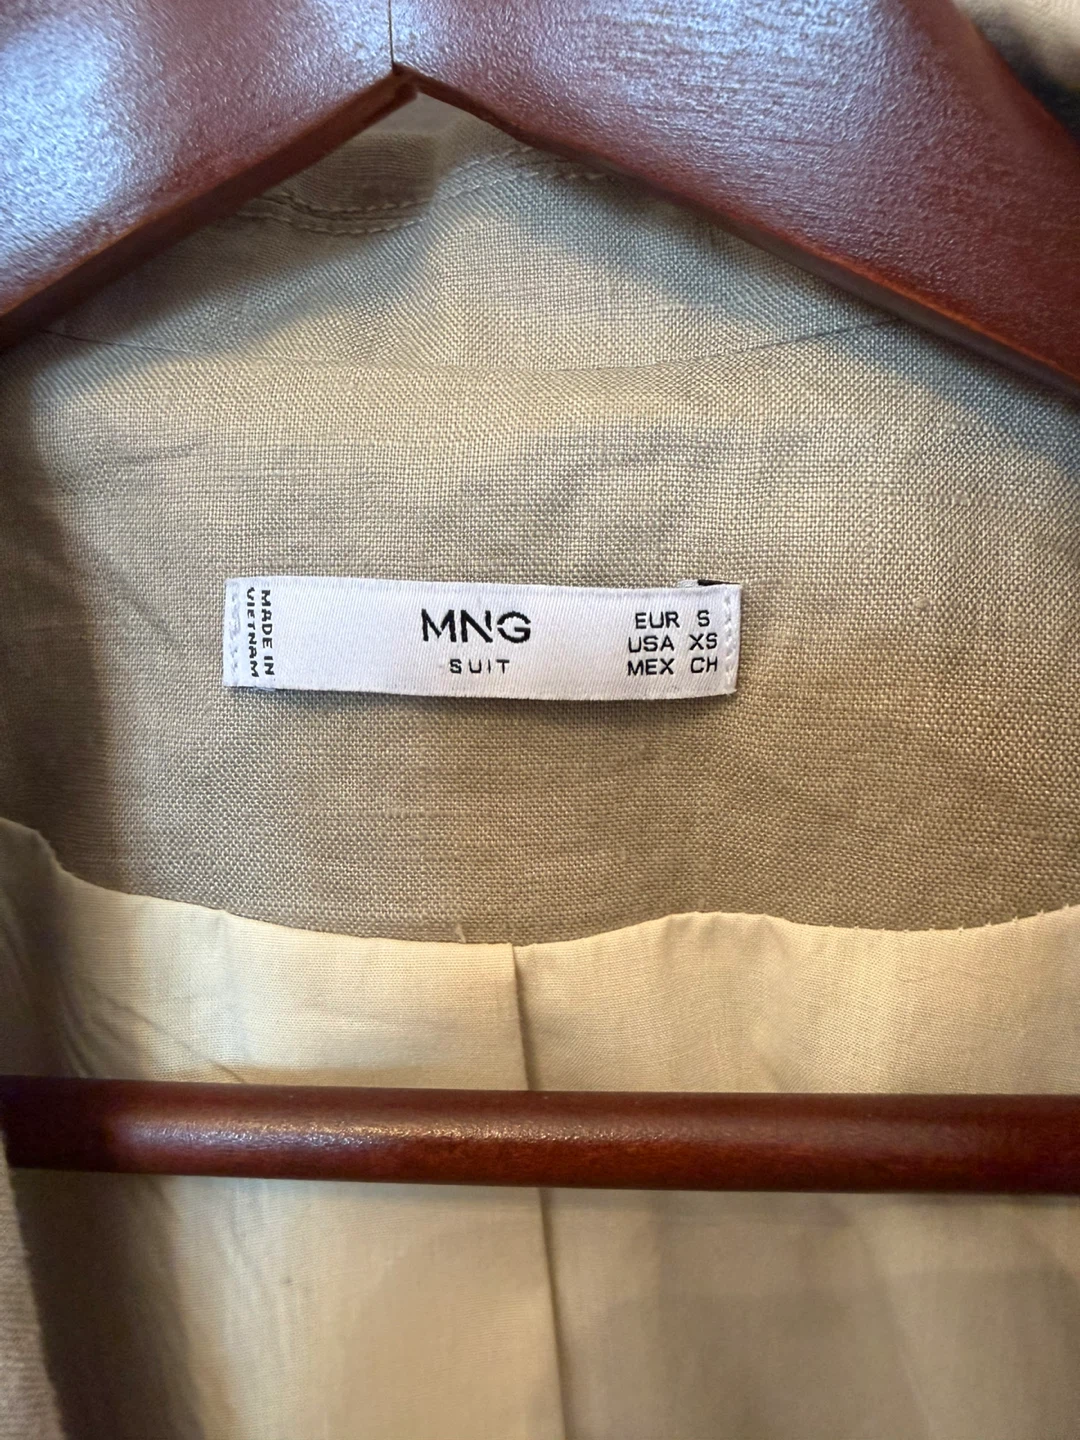 MADE IN
VIETNAM
MNG
SUIT
EUR S
USA XS
MEX CH